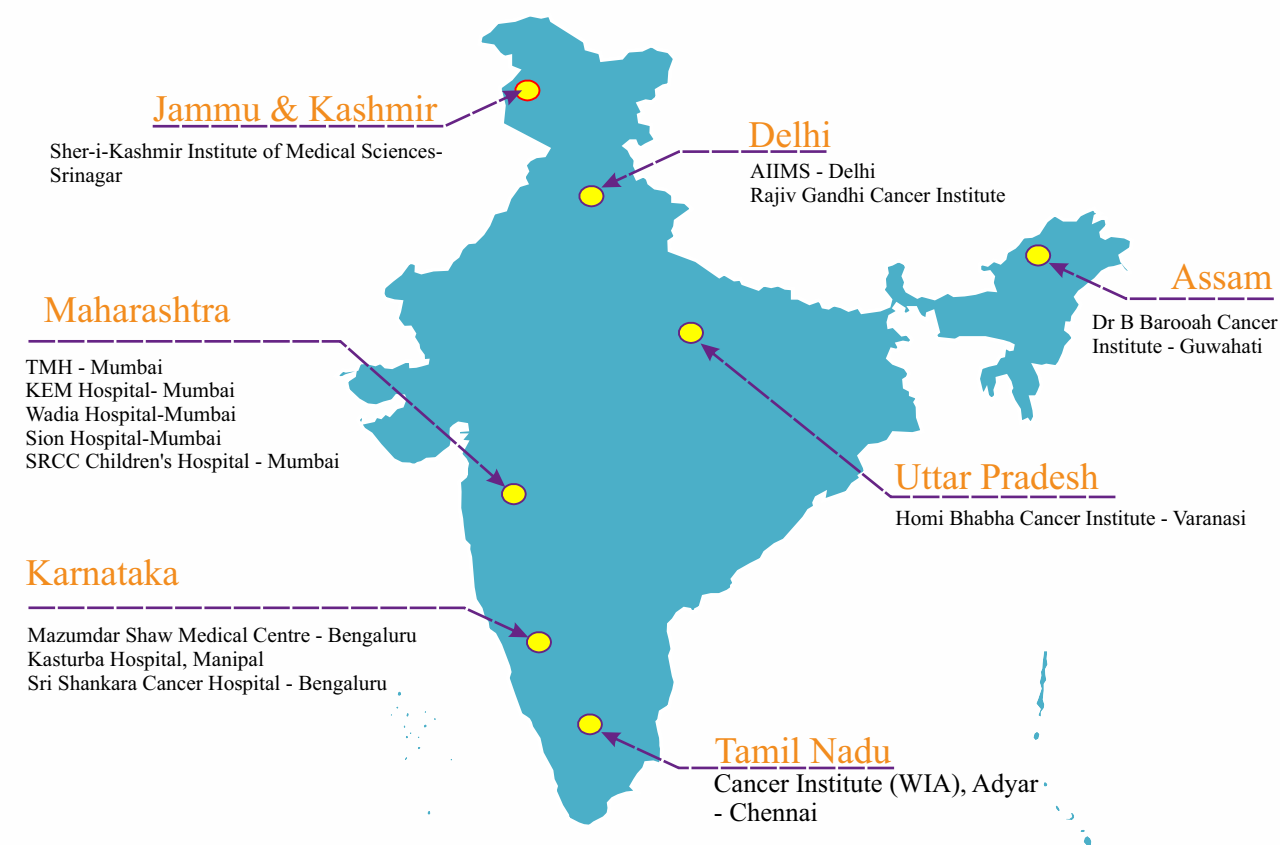 Jammu & Kashmir
Sher-i-Kashmir Institute of Medical Sciences-
Srinagar
Delhi
AIIMS - Delhi
Rajiv Gandhi Cancer Institute
Assam
Dr B Barooah Cancer
Institute - Guwahati
Maharashtra
TMH - Mumbai
KEM Hospital- Mumbai
Wadia Hospital-Mumbai
Sion Hospital-Mumbai
SRCC Children's Hospital - Mumbai
Uttar Pradesh
Homi Bhabha Cancer Institute - Varanasi
Karnataka
Mazumdar Shaw Medical Centre - Bengaluru
Kasturba Hospital, Manipal
Sri Shankara Cancer Hospital - Bengaluru
Tamil Nadu
Cancer Institute (WIA), Adyar
- Chennai